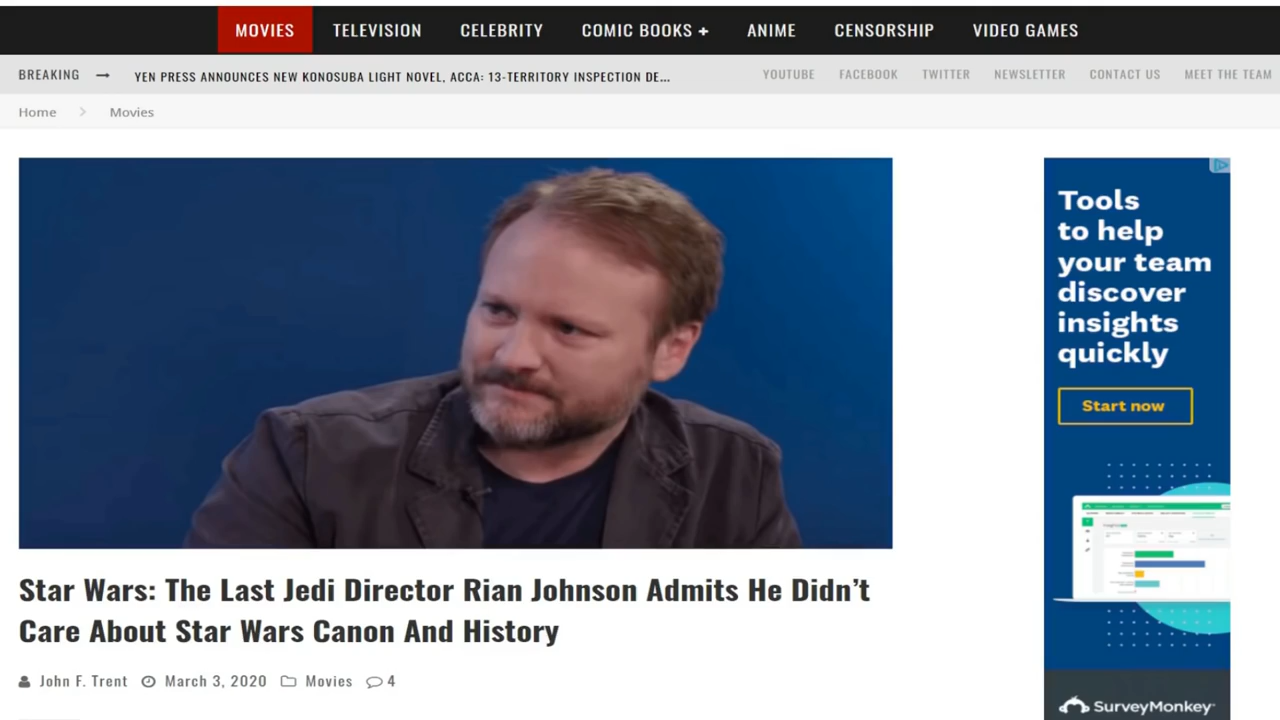 MOVIES TELEVISION CELEBRITY COMIC BOOKS + ANIME CENSORSHIP VIDEO GAMES
BREAKING → YEN PRESS ANNOUNCES NEW KONOSUBA LIGHT NOVEL, ACCA: 13-TERRITORY INSPECTION DE... YOUTUBE FACEBOOK TWITTER NEWSLETTER CONTACT US MEET THE TEAM
Home > Movies
Tools
to help
your team
discover
insights
quickly
Start now
SurveyMonkey
Star Wars: The Last Jedi Director Rian Johnson Admits He Didn’t
Care About Star Wars Canon And History
John F. Trent March 3, 2020 Movies 4